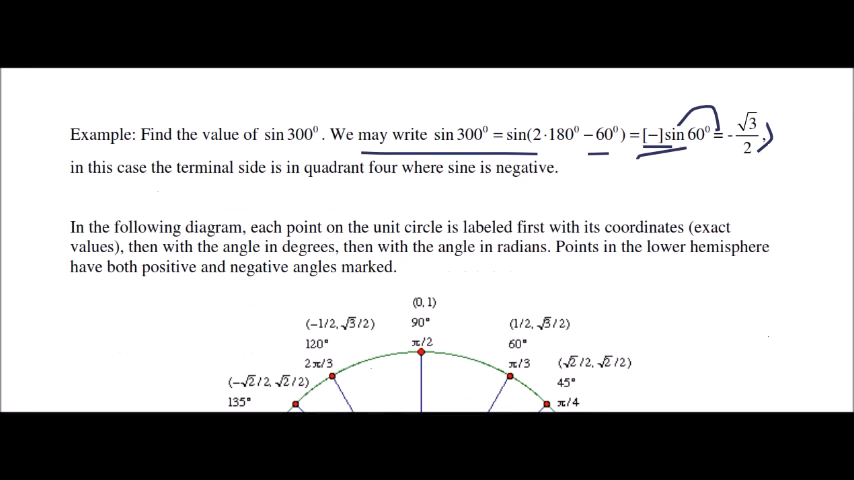 Example: Find the value of sin 300⁰. We may write sin 300⁰ = sin(2·180⁰ − 60⁰) = [−]sin 60⁰ = -√3/2,
in this case the terminal side is in quadrant four where sine is negative.
In the following diagram, each point on the unit circle is labeled first with its coordinates (exact
values), then with the angle in degrees, then with the angle in radians. Points in the lower hemisphere
have both positive and negative angles marked.
(0, 1)
90°
π/2
(−1/2, √3/2)
120°
2π/3
(1/2, √3/2)
60°
π/3
(−√2/2, √2/2)
135°
(√2/2, √2/2)
45°
π/4